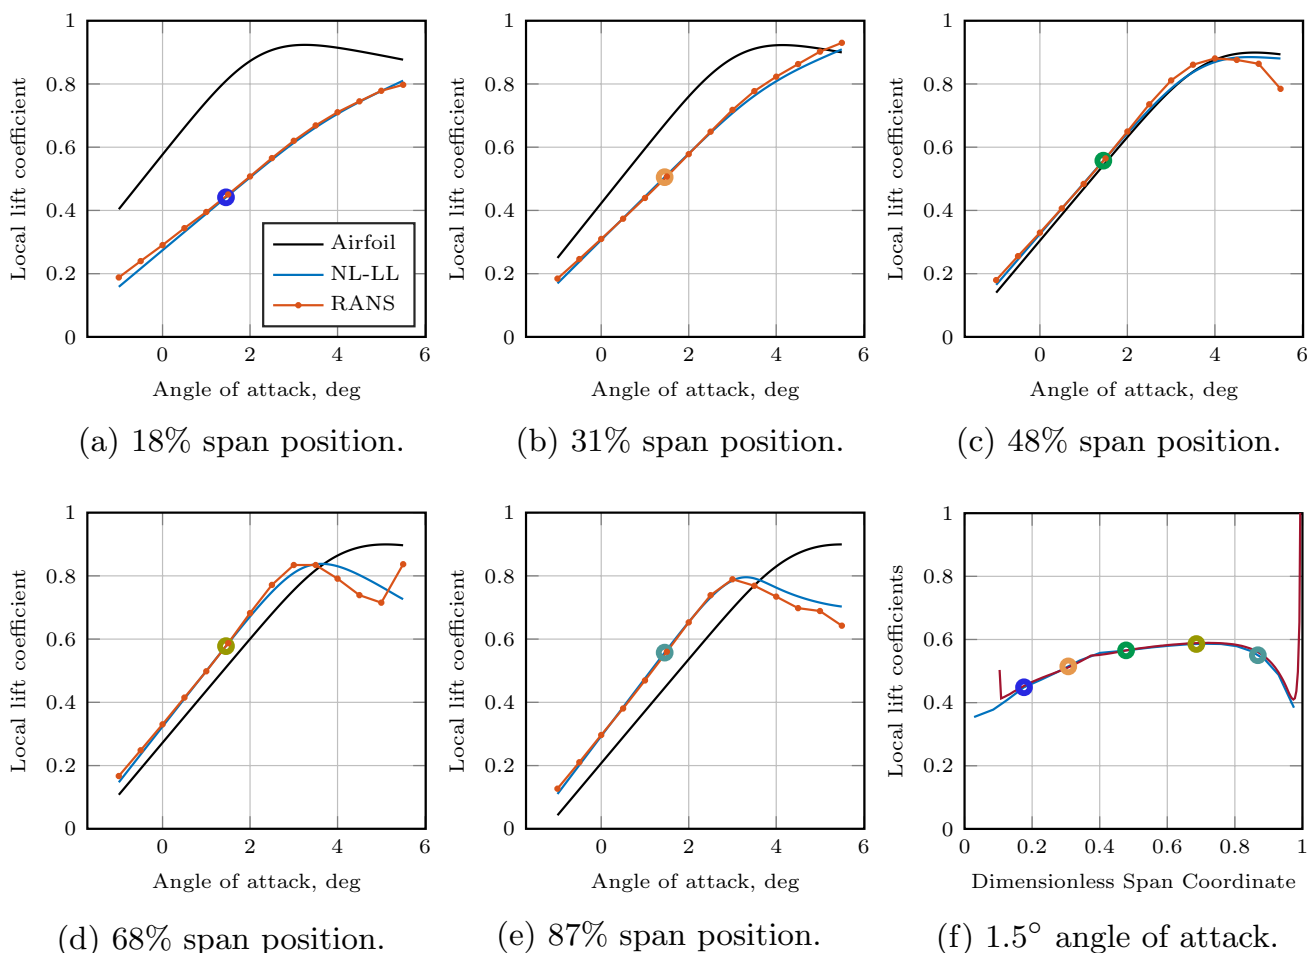 1
0.8
0.6
0.4
0.2
0
Local lift coefficient
0 2 4 6
Angle of attack, deg
Airfoil
NL-LL
RANS
(a) 18% span position.
1
0.8
0.6
0.4
0.2
0
Local lift coefficient
0 2 4 6
Angle of attack, deg
(b) 31% span position.
1
0.8
0.6
0.4
0.2
0
Local lift coefficient
0 2 4 6
Angle of attack, deg
(c) 48% span position.
1
0.8
0.6
0.4
0.2
0
Local lift coefficient
0 2 4 6
Angle of attack, deg
(d) 68% span position.
1
0.8
0.6
0.4
0.2
0
Local lift coefficient
0 2 4 6
Angle of attack, deg
(e) 87% span position.
1
0.8
0.6
0.4
0.2
0
Local lift coefficients
0 0.2 0.4 0.6 0.8 1
Dimensionless Span Coordinate
(f) 1.5° angle of attack.